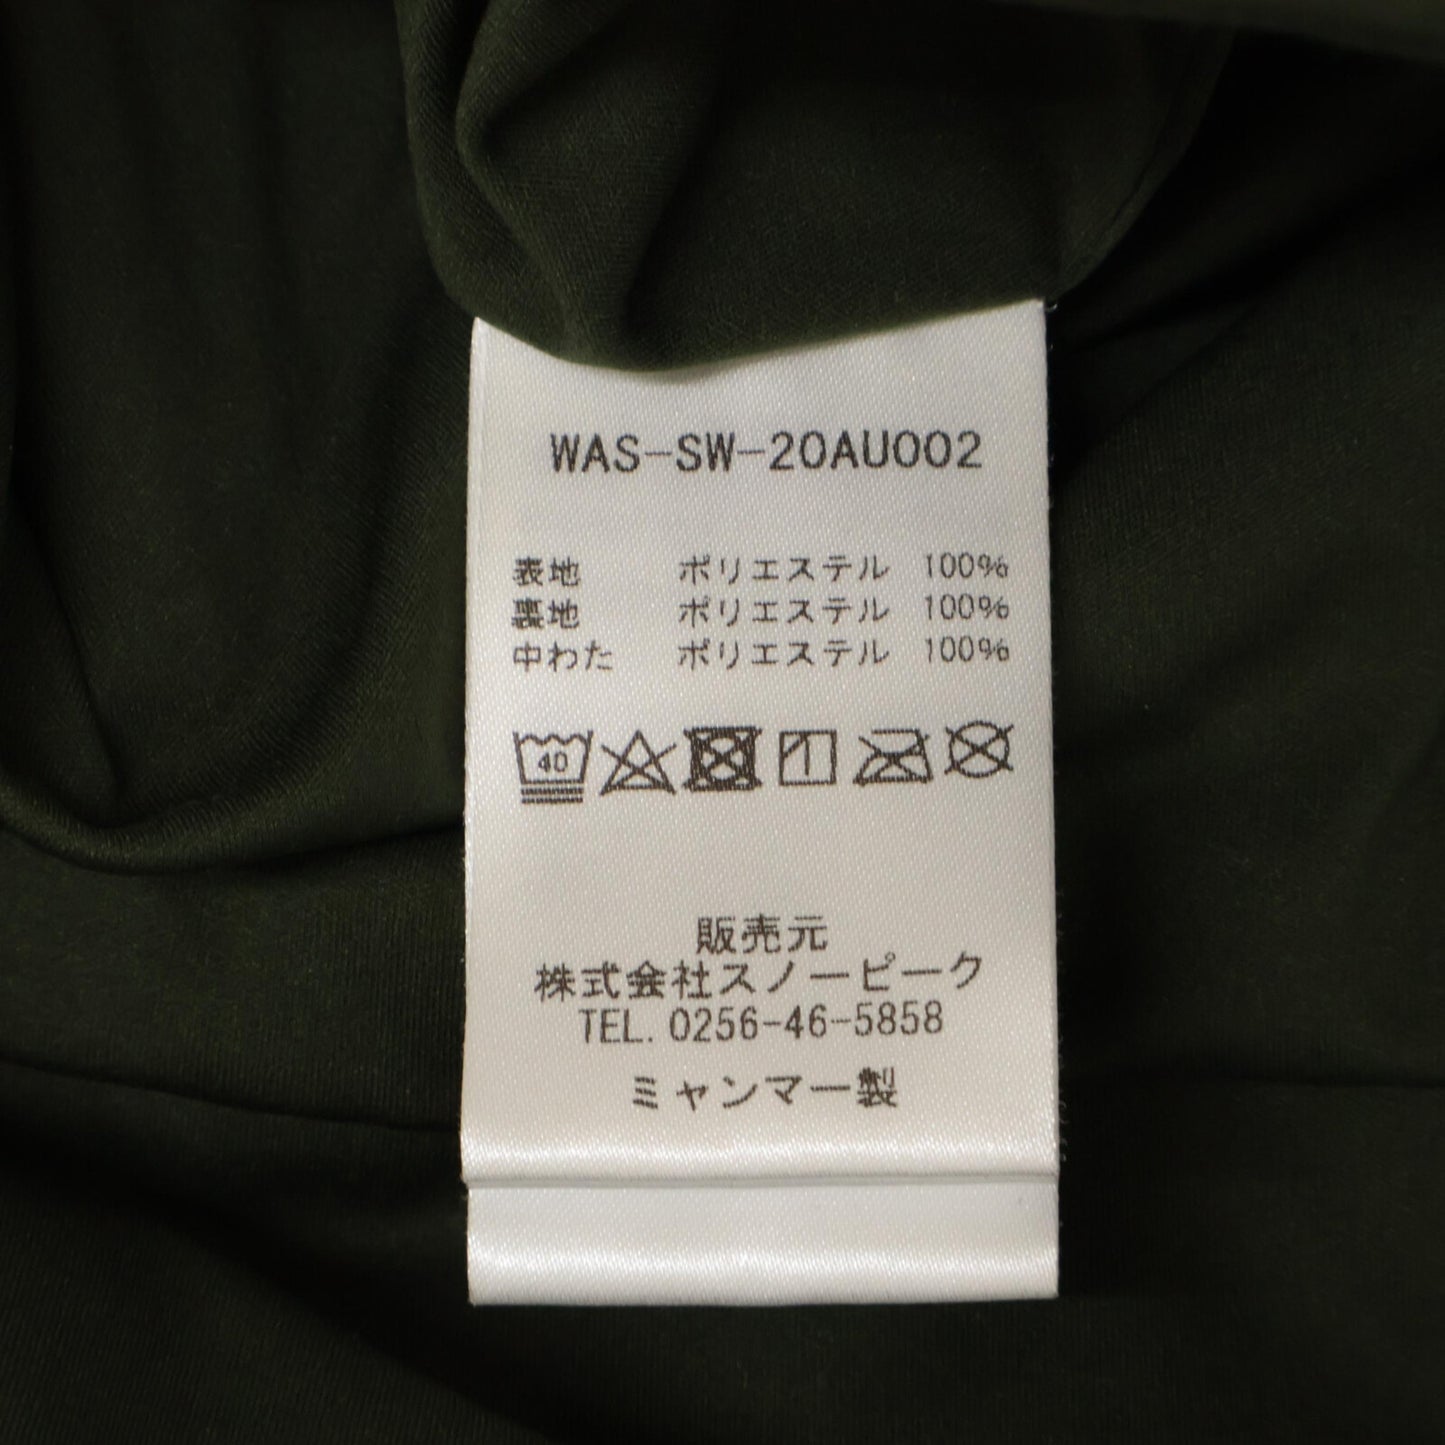 WAS-SW-20AU002
表地 ポリエステル 100%
裏地 ポリエステル 100%
中わた ポリエステル 100%
40
販売元
株式会社スノーピーク
TEL. 0256-46-5858
ミャンマー製